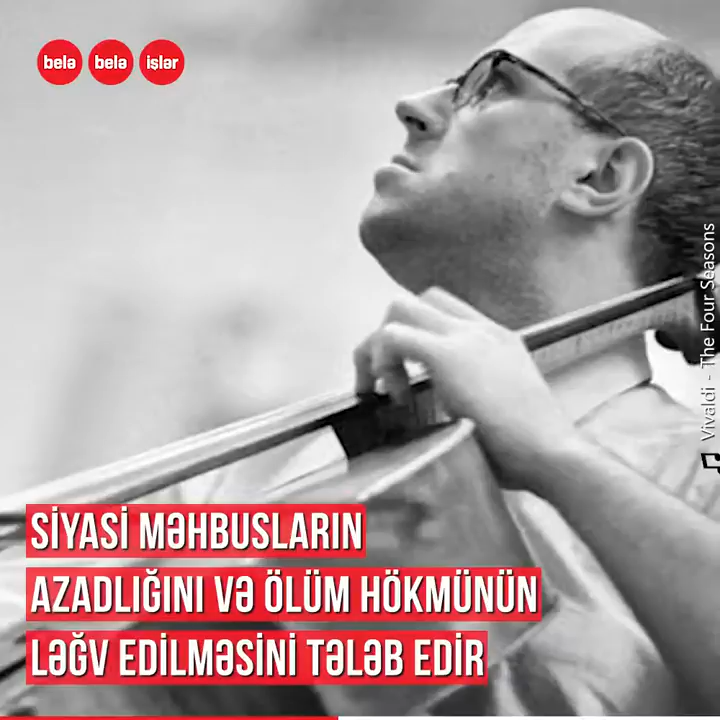 belə belə işlər
Vivaldi - The Four Seasons
SİYASİ MƏHBUSLARIN
AZADLIĞINI VƏ ÖLÜM HÖKMÜNÜN
LƏĞV EDİLMƏSİNİ TƏLƏB EDİR